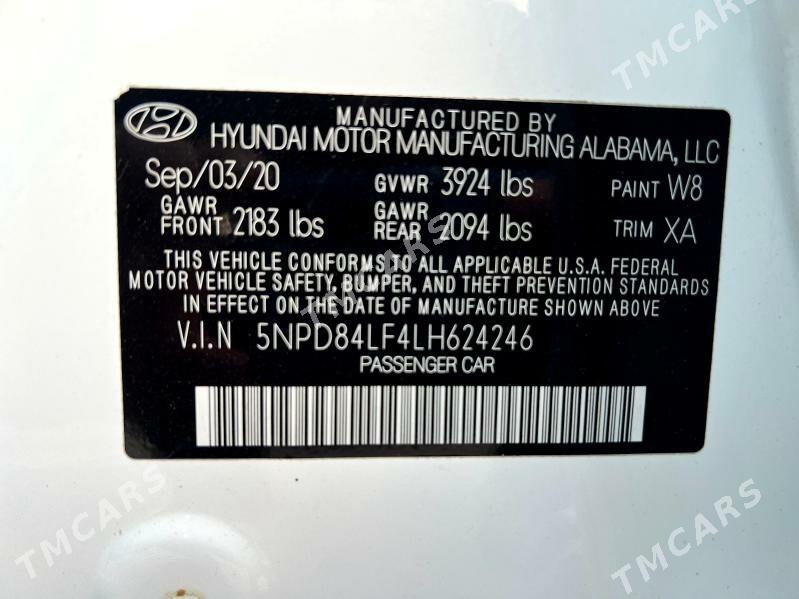 TMCARS
MANUFACTURED BY
HYUNDAI MOTOR MANUFACTURING ALABAMA, LLC
Sep/03/20 GVWR 3924 lbs PAINT W8
GAWR FRONT 2183 lbs GAWR REAR 2094 lbs TRIM XA
THIS VEHICLE CONFORMS TO ALL APPLICABLE U.S.A. FEDERAL
MOTOR VEHICLE SAFETY, BUMPER, AND THEFT PREVENTION STANDARDS
IN EFFECT ON THE DATE OF MANUFACTURE SHOWN ABOVE
V.I.N 5NPD84LF4LH624246
PASSENGER CAR
TMCARS
TMCARS
TMCARS